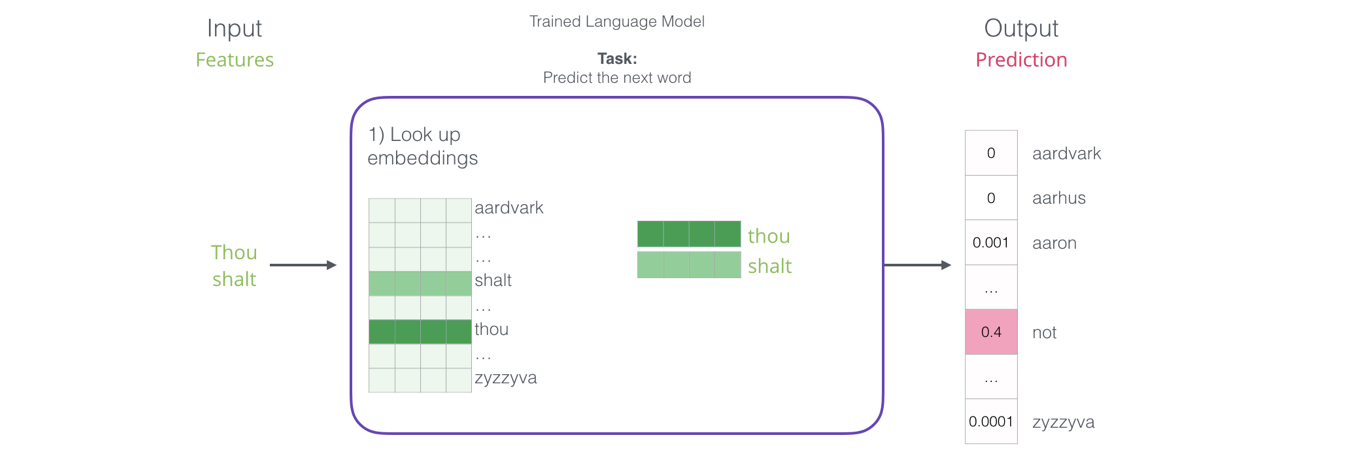 Input
Features
Trained Language Model
Task:
Predict the next word
Output
Prediction
Thou
shalt
1) Look up
embeddings
aardvark
...
...
shalt
...
thou
...
zyzzyva
thou
shalt
0 aardvark
0 aarhus
0.001 aaron
...
0.4 not
...
0.0001 zyzzyva